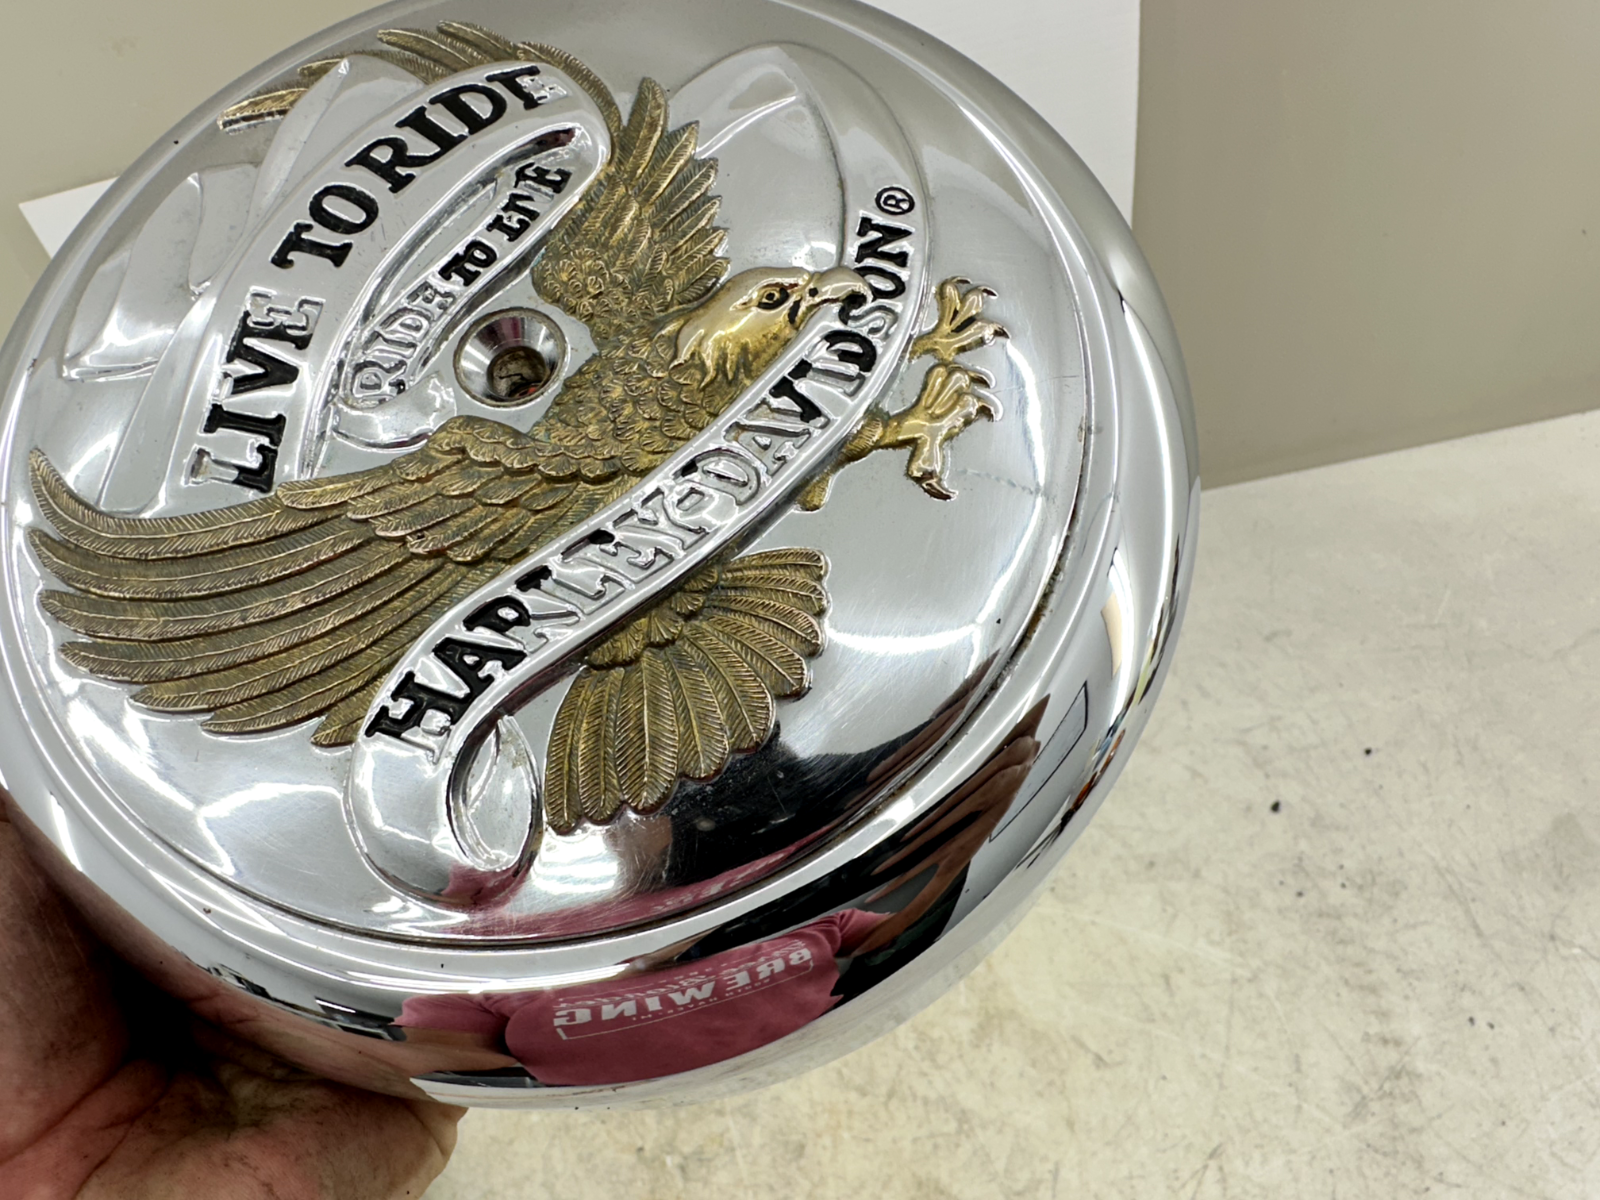 LIVE TO RIDE
RIDE TO LIVE
HARLEY-DAVIDSON®
BREWING